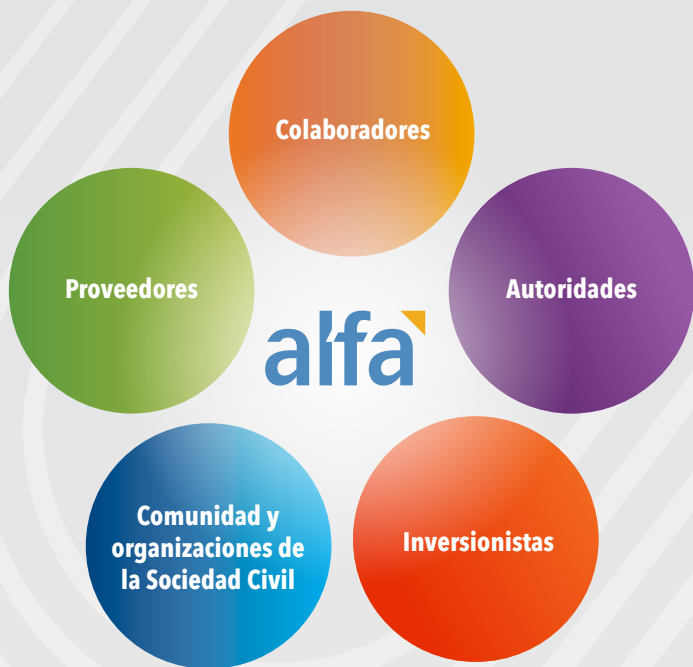 Colaboradores
Proveedores
Autoridades
alfa
Comunidad y
organizaciones de
la Sociedad Civil
Inversionistas